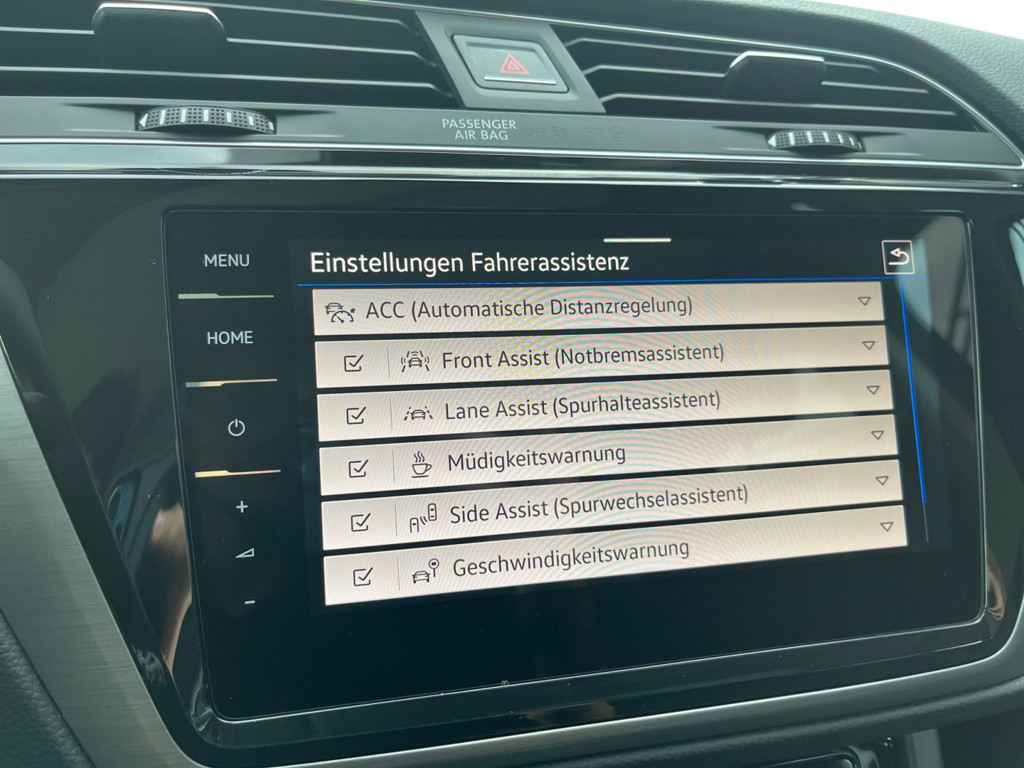 PASSENGER
AIR BAG
MENU
HOME
Einstellungen Fahrerassistenz
ACC (Automatische Distanzregelung)
Front Assist (Notbremsassistent)
Lane Assist (Spurhalteassistent)
Müdigkeitswarnung
Side Assist (Spurwechselassistent)
Geschwindigkeitswarnung
+
−